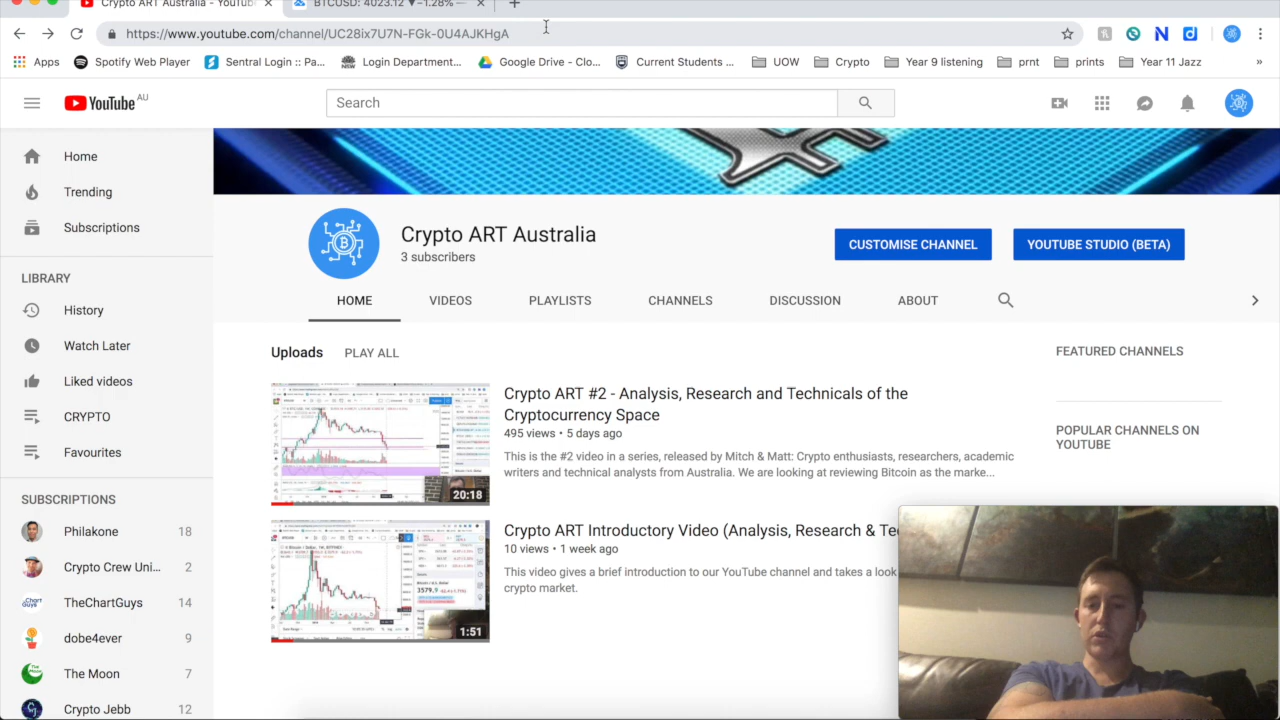 Crypto ART Australia - YouTube
BTCUSD: 4023.12 ▼ -1.28%
https://www.youtube.com/channel/UC28ix7U7N-FGk-0U4AJKHgA
Apps Spotify Web Player Sentral Login :: Pa... Login Department... Google Drive - Clo... Current Students ... UOW Crypto Year 9 listening prnt prints Year 11 Jazz »
YouTube AU
Search
Home
Trending
Subscriptions
LIBRARY
History
Watch Later
Liked videos
CRYPTO
Favourites
SUBSCRIPTIONS
Philakone 18
Crypto Crew Uni... 2
TheChartGuys 14
dobe4ever 9
The Moon 7
Crypto Jebb 12
Crypto ART Australia
3 subscribers
CUSTOMISE CHANNEL
YOUTUBE STUDIO (BETA)
HOME VIDEOS PLAYLISTS CHANNELS DISCUSSION ABOUT
Uploads PLAY ALL
20:18
Crypto ART #2 - Analysis, Research and Technicals of the
Cryptocurrency Space
495 views • 5 days ago
This is the #2 video in a series, released by Mitch & Matt: Crypto enthusiasts, researchers, academic
writers and technical analysts from Australia. We are looking at reviewing Bitcoin as the marke...
3579.9
1:51
CryptoART Introductory Video (Analysis, Research & Te
10 views • 1 week ago
This video gives a brief introduction to our YouTube channel and takes a look
crypto market.
FEATURED CHANNELS
POPULAR CHANNELS ON
YOUTUBE